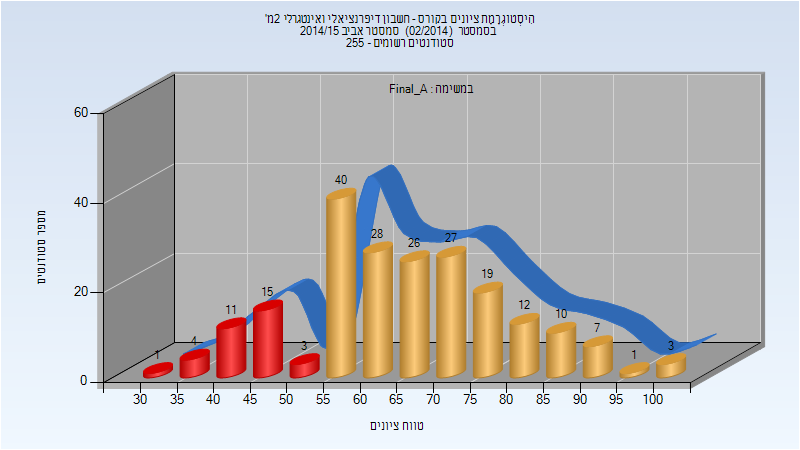 היסטוגרמת ציונים בקורס - חשבון דיפרנציאלי ואינטגרלי 2מ'
בסמסטר (02/2014) סמסטר אביב 2014/15
סטודנטים רשומים - 255
במשימה : Final_A
מספר סטודנטים
60
40
20
0
1
4
11
15
3
40
28
26
27
19
12
10
7
1
3
30 35 40 45 50 55 60 65 70 75 80 85 90 95 100
טווח ציונים